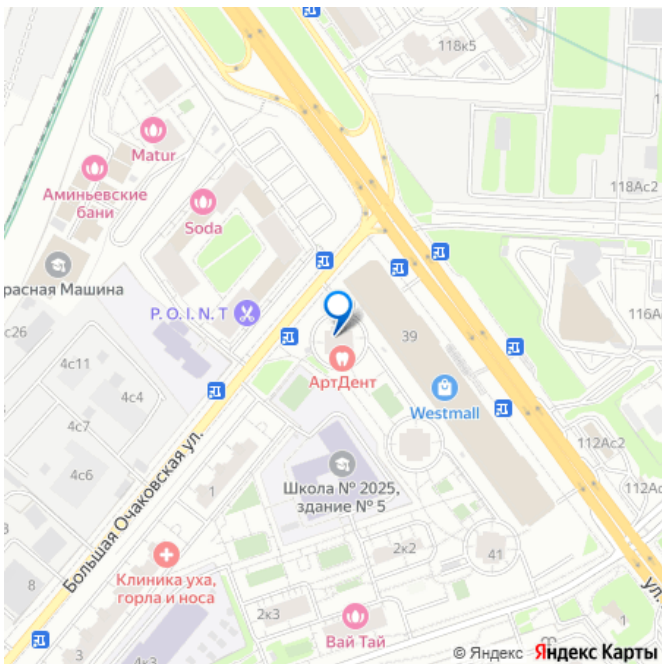 118к5
118Ас2
Matur
Аминьевские
бани
Soda
расная Машина
P.O.I.N.T
с26
4с11
4с4
4с7
4с6
39
116А
АртДент
Westmall
112Ас2
112Ас
Большая Очаковская ул.
Школа № 2025,
здание № 5
1
Клиника уха,
горла и носа
8
2к2
41
2к3
3
4к3
Вай Тай
ул.
1
© Яндекс Яндекс Карты